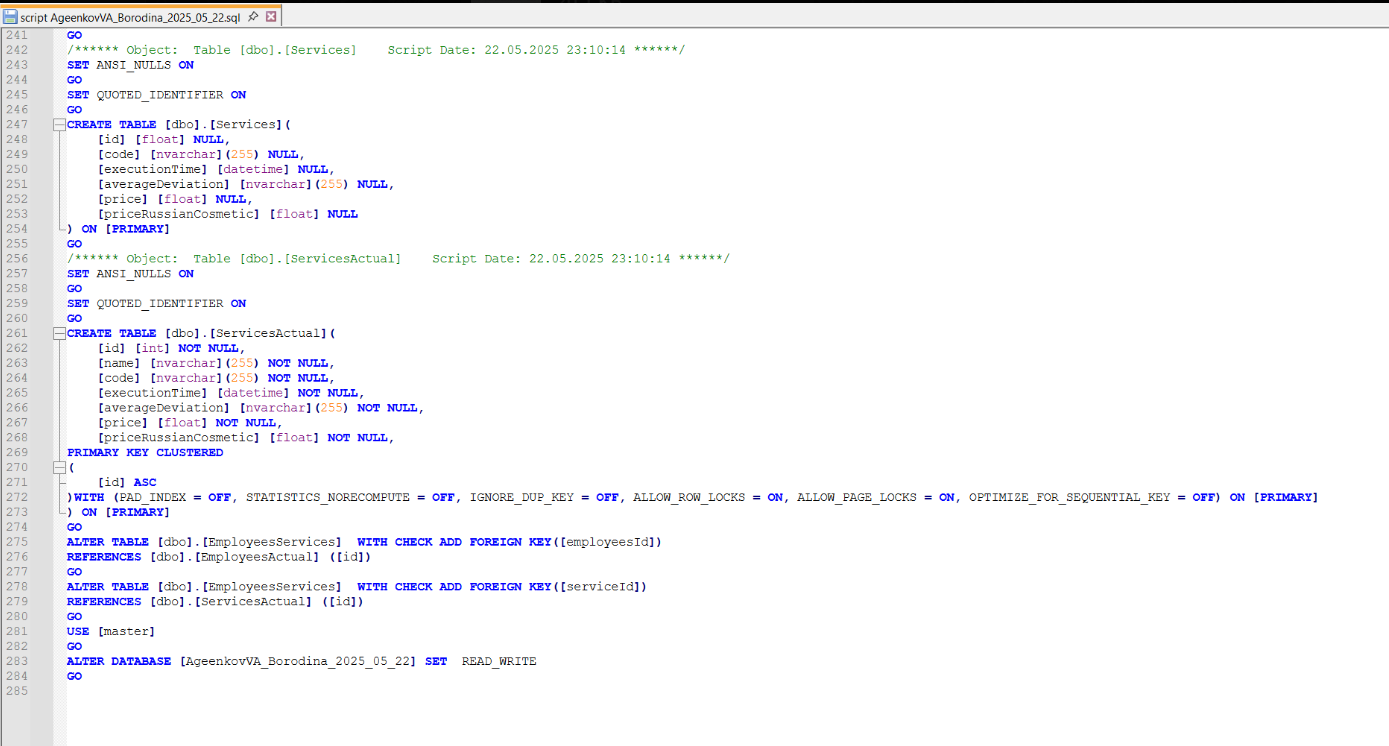 script AgeenkovVA_Borodina_2025_05_22.sql
241 GO
242 /****** Object:  Table [dbo].[Services]    Script Date: 22.05.2025 23:10:14 ******/
243 SET ANSI_NULLS ON
244 GO
245 SET QUOTED_IDENTIFIER ON
246 GO
247 CREATE TABLE [dbo].[Services](
248 [id] [float] NULL,
249 [code] [nvarchar](255) NULL,
250 [executionTime] [datetime] NULL,
251 [averageDeviation] [nvarchar](255) NULL,
252 [price] [float] NULL,
253 [priceRussianCosmetic] [float] NULL
254 ) ON [PRIMARY]
255 GO
256 /****** Object:  Table [dbo].[ServicesActual]    Script Date: 22.05.2025 23:10:14 ******/
257 SET ANSI_NULLS ON
258 GO
259 SET QUOTED_IDENTIFIER ON
260 GO
261 CREATE TABLE [dbo].[ServicesActual](
262 [id] [int] NOT NULL,
263 [name] [nvarchar](255) NOT NULL,
264 [code] [nvarchar](255) NOT NULL,
265 [executionTime] [datetime] NOT NULL,
266 [averageDeviation] [nvarchar](255) NOT NULL,
267 [price] [float] NOT NULL,
268 [priceRussianCosmetic] [float] NOT NULL,
269 PRIMARY KEY CLUSTERED
270 (
271 [id] ASC
272 )WITH (PAD_INDEX = OFF, STATISTICS_NORECOMPUTE = OFF, IGNORE_DUP_KEY = OFF, ALLOW_ROW_LOCKS = ON, ALLOW_PAGE_LOCKS = ON, OPTIMIZE_FOR_SEQUENTIAL_KEY = OFF) ON [PRIMARY]
273 ) ON [PRIMARY]
274 GO
275 ALTER TABLE [dbo].[EmployeesServices]  WITH CHECK ADD FOREIGN KEY([employeesId])
276 REFERENCES [dbo].[EmployeesActual] ([id])
277 GO
278 ALTER TABLE [dbo].[EmployeesServices]  WITH CHECK ADD FOREIGN KEY([serviceId])
279 REFERENCES [dbo].[ServicesActual] ([id])
280 GO
281 USE [master]
282 GO
283 ALTER DATABASE [AgeenkovVA_Borodina_2025_05_22] SET  READ_WRITE
284 GO
285